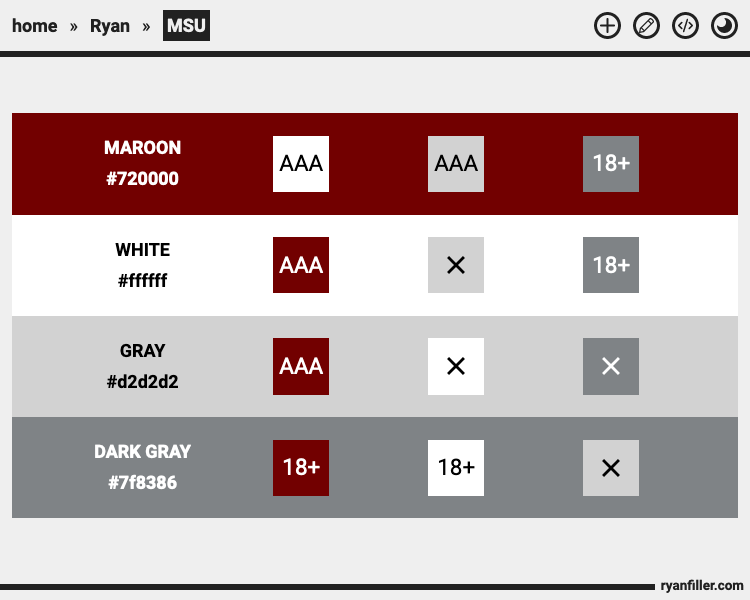 home » Ryan » MSU
MAROON
#720000
AAA
AAA
18+
WHITE
#ffffff
AAA
18+
GRAY
#d2d2d2
AAA
DARK GRAY
#7f8386
18+
18+
ryanfiller.com